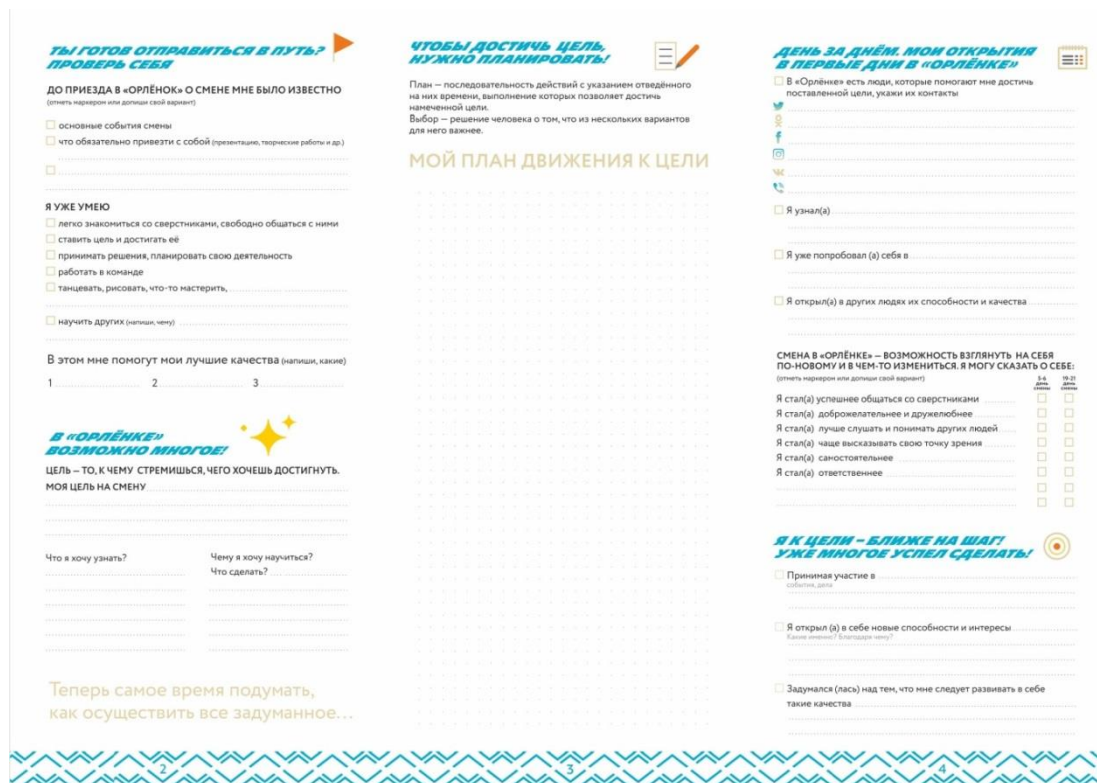 ТЫ ГОТОВ ОТПРАВИТЬСЯ В ПУТЬ?
ПРОВЕРЬ СЕБЯ
ДО ПРИЕЗДА В «ОРЛЁНОК» О СМЕНЕ МНЕ БЫЛО ИЗВЕСТНО
(отметь маркером или допиши свой вариант)
основные события смены
что обязательно привезти с собой (презентацию, творческие работы и др.)
Я УЖЕ УМЕЮ
легко знакомиться со сверстниками, свободно общаться с ними
ставить цель и достигать её
принимать решения, планировать свою деятельность
работать в команде
танцевать, рисовать, что-то мастерить,
научить других (напиши, чему)
В этом мне помогут мои лучшие качества (напиши, какие)
1 2 3
В «ОРЛЁНКЕ»
ВОЗМОЖНО МНОГОЕ!
ЦЕЛЬ – ТО, К ЧЕМУ СТРЕМИШЬСЯ, ЧЕГО ХОЧЕШЬ ДОСТИГНУТЬ.
МОЯ ЦЕЛЬ НА СМЕНУ
Что я хочу узнать?
Чему я хочу научиться?
Что сделать?
Теперь самое время подумать,
как осуществить все задуманное...
2
ЧТОБЫ ДОСТИЧЬ ЦЕЛЬ,
НУЖНО ПЛАНИРОВАТЬ!
План – последовательность действий с указанием отведённого
на них времени, выполнение которых позволяет достичь
намеченной цели.
Выбор – решение человека о том, что из нескольких вариантов
для него важнее.
МОЙ ПЛАН ДВИЖЕНИЯ К ЦЕЛИ
3
ДЕНЬ ЗА ДНЁМ. МОИ ОТКРЫТИЯ
В ПЕРВЫЕ ДНИ В «ОРЛЁНКЕ»
В «Орлёнке» есть люди, которые помогают мне достичь
поставленной цели, укажи их контакты
Я узнал(а)
Я уже попробовал (а) себя в
Я открыл(а) в других людях их способности и качества
СМЕНА В «ОРЛЁНКЕ» – ВОЗМОЖНОСТЬ ВЗГЛЯНУТЬ НА СЕБЯ
ПО-НОВОМУ И В ЧЕМ-ТО ИЗМЕНИТЬСЯ. Я МОГУ СКАЗАТЬ О СЕБЕ:
(отметь маркером или допиши свой вариант)
5-6 день смены
19-21 день смены
Я стал(а) успешнее общаться со сверстниками
Я стал(а) доброжелательнее и дружелюбнее
Я стал(а) лучше слушать и понимать других людей
Я стал(а) чаще высказывать свою точку зрения
Я стал(а) самостоятельнее
Я стал(а) ответственнее
Я К ЦЕЛИ – БЛИЖЕ НА ШАГ!
УЖЕ МНОГОЕ УСПЕЛ СДЕЛАТЬ!
Принимая участие в
события, дела
Я открыл (а) в себе новые способности и интересы
Какие именно? Благодаря чему?
Задумался (лась) над тем, что мне следует развивать в себе
такие качества
4